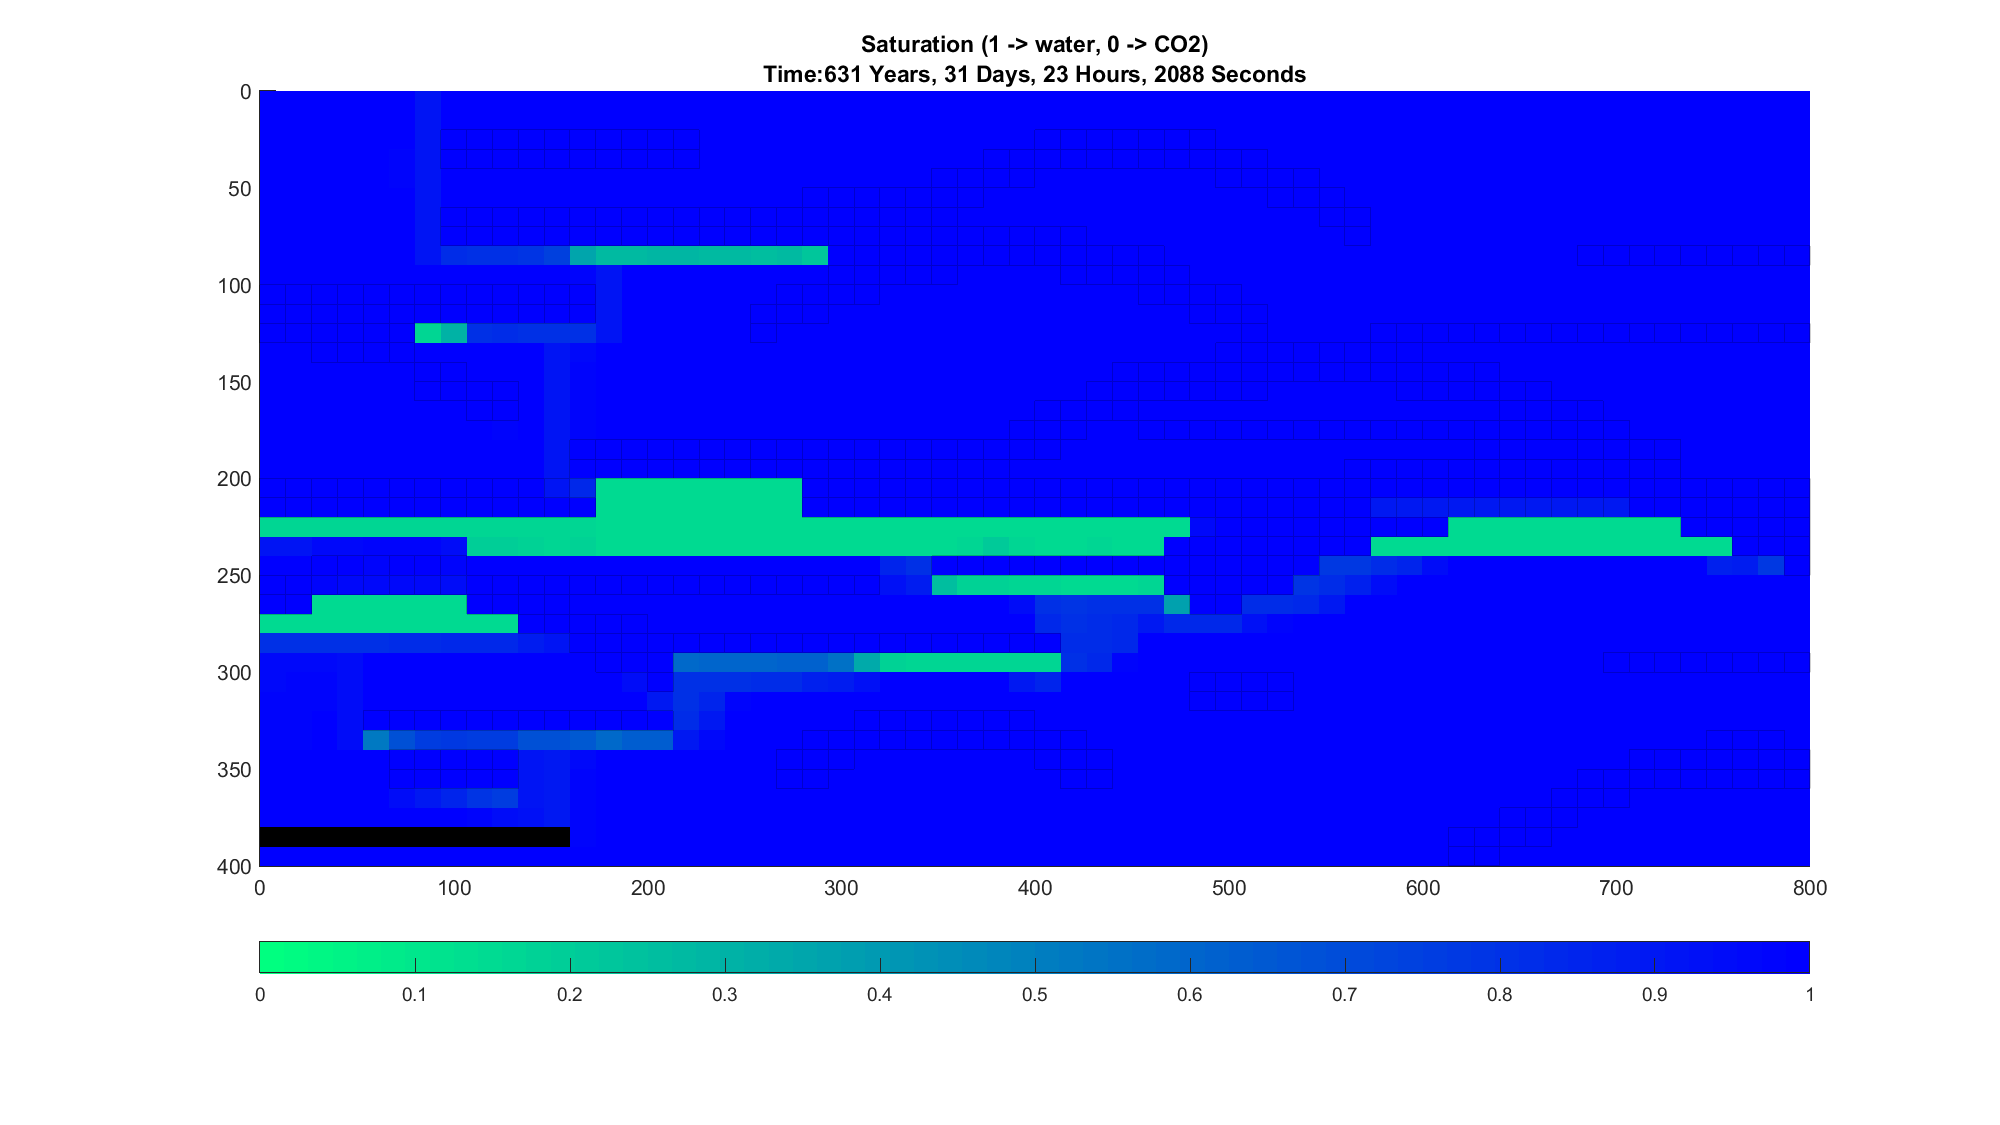 Saturation (1 -> water, 0 -> CO2)
Time:631 Years, 31 Days, 23 Hours, 2088 Seconds
0
50
100
150
200
250
300
350
400
0 100 200 300 400 500 600 700 800
0 0.1 0.2 0.3 0.4 0.5 0.6 0.7 0.8 0.9 1